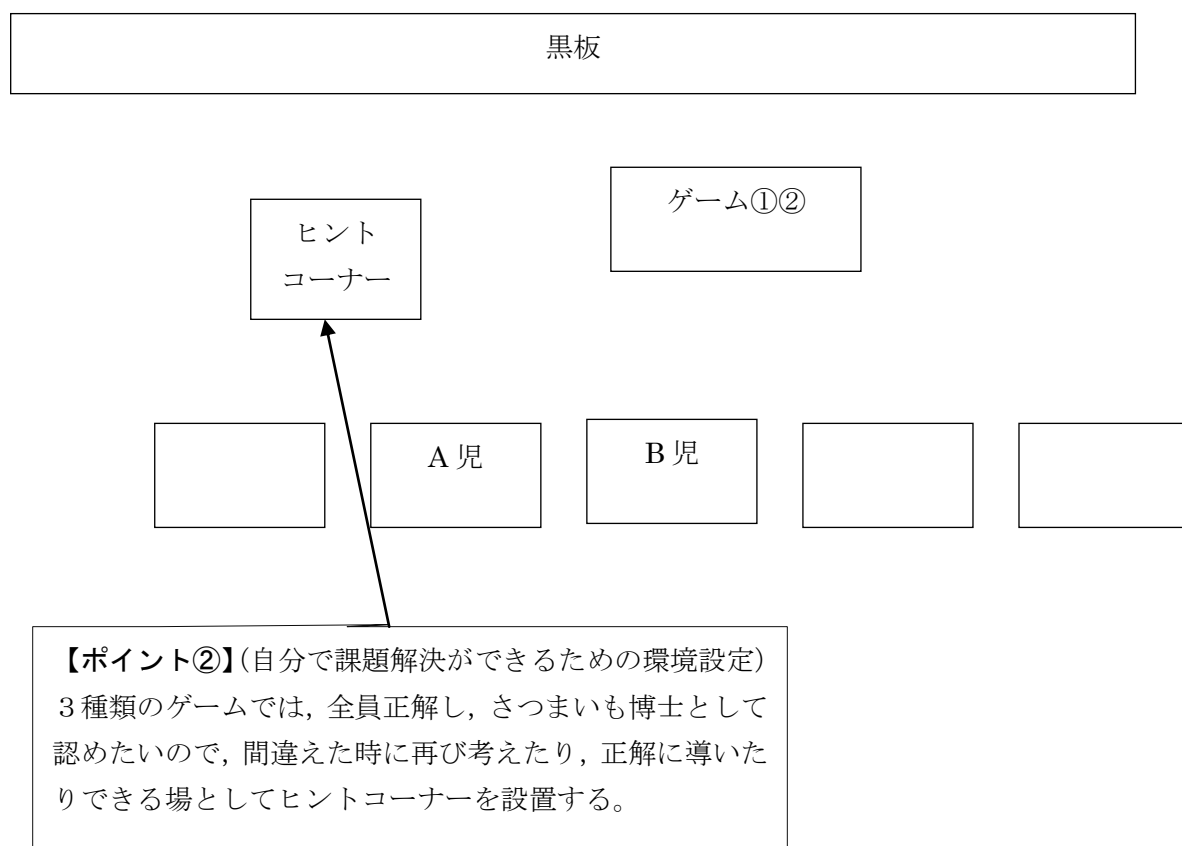 黒板
ゲーム①②
ヒント
コーナー
A 児
B 児
【ポイント②】(自分で課題解決ができるための環境設定)
３種類のゲームでは, 全員正解し, さつまいも博士として
認めたいので, 間違えた時に再び考えたり, 正解に導いた
りできる場としてヒントコーナーを設置する。